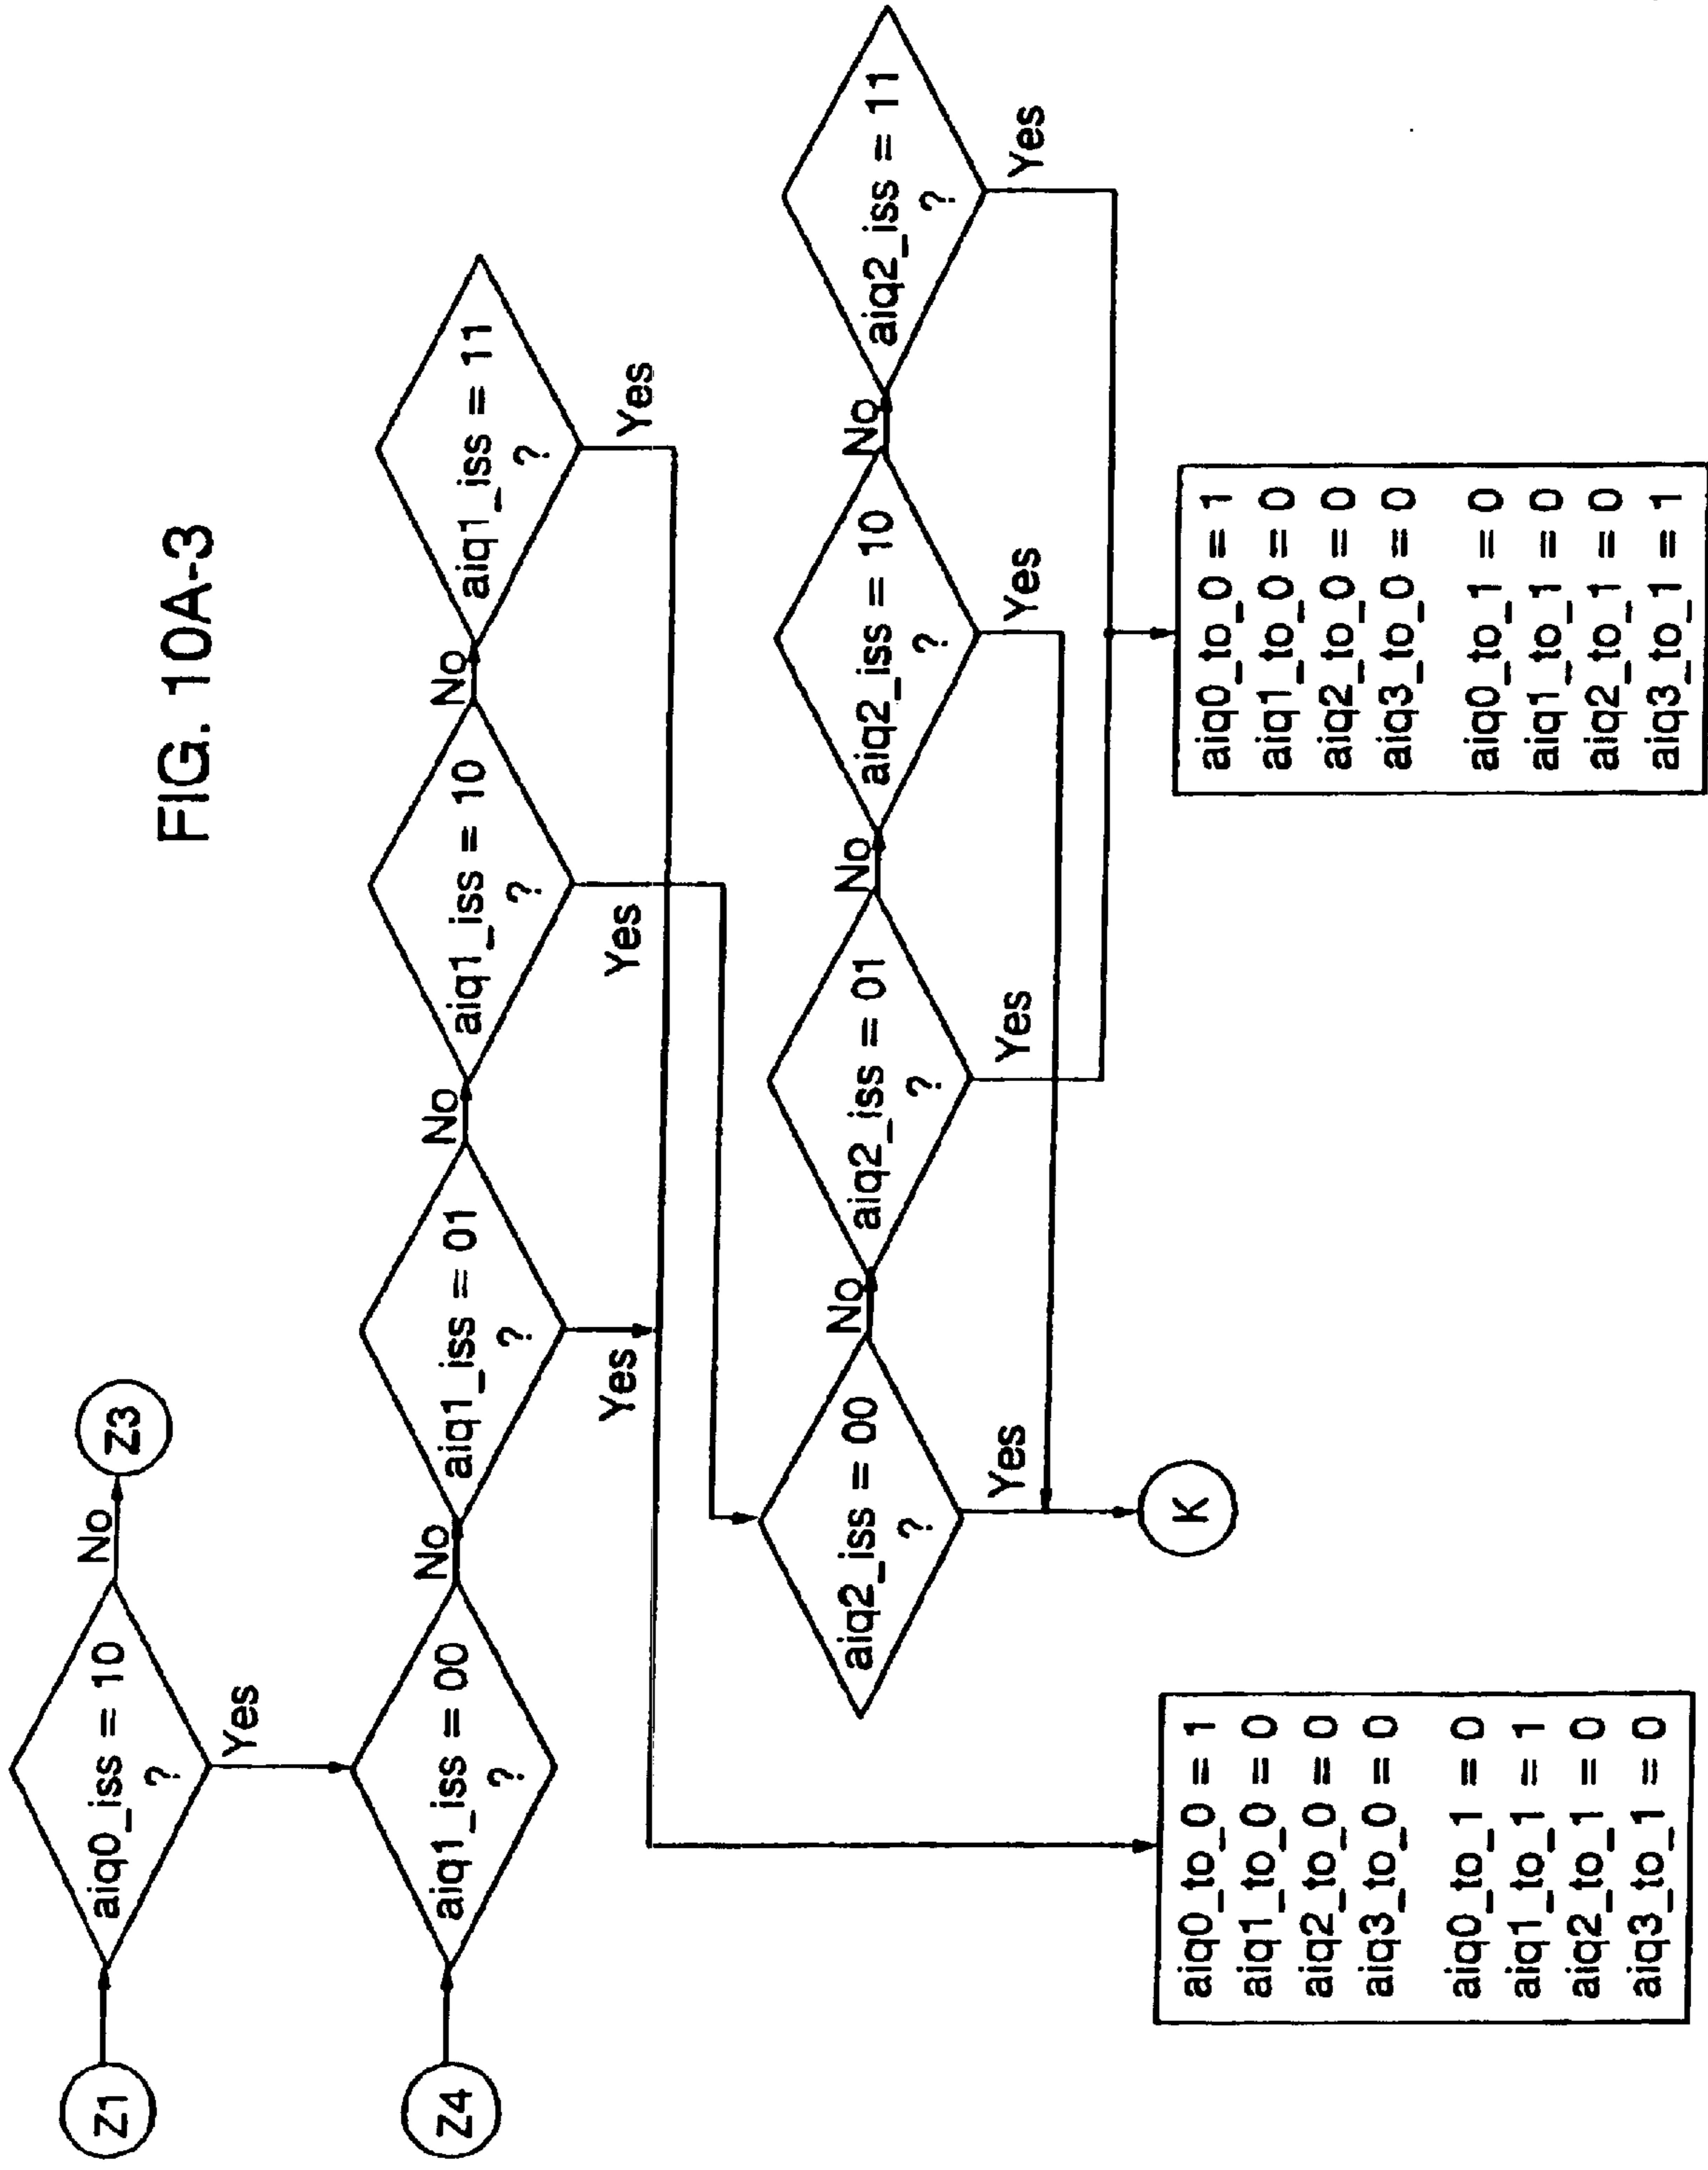 FIG. 10A-3
Z1
aiq0_iss = 10
?
No
Z3
Yes
Z4
aiq1_iss = 00
?
No
aiq1_iss = 01
?
No
aiq1_iss = 10
?
No
aiq1_iss = 11
?
Yes
Yes
Yes
aiq2_iss = 00
?
No
aiq2_iss = 01
?
No
aiq2_iss = 10
?
No
aiq2_iss = 11
?
Yes
Yes
Yes
Yes
K
aiq0_to_0 = 1
aiq1_to_0 = 0
aiq2_to_0 = 0
aiq3_to_0 = 0
aiq0_to_1 = 0
aiq1_to_1 = 1
aiq2_to_1 = 0
aiq3_to_1 = 0
aiq0_to_0 = 1
aiq1_to_0 = 0
aiq2_to_0 = 0
aiq3_to_0 = 0
aiq0_to_1 = 0
aiq1_to_1 = 0
aiq2_to_1 = 0
aiq3_to_1 = 1